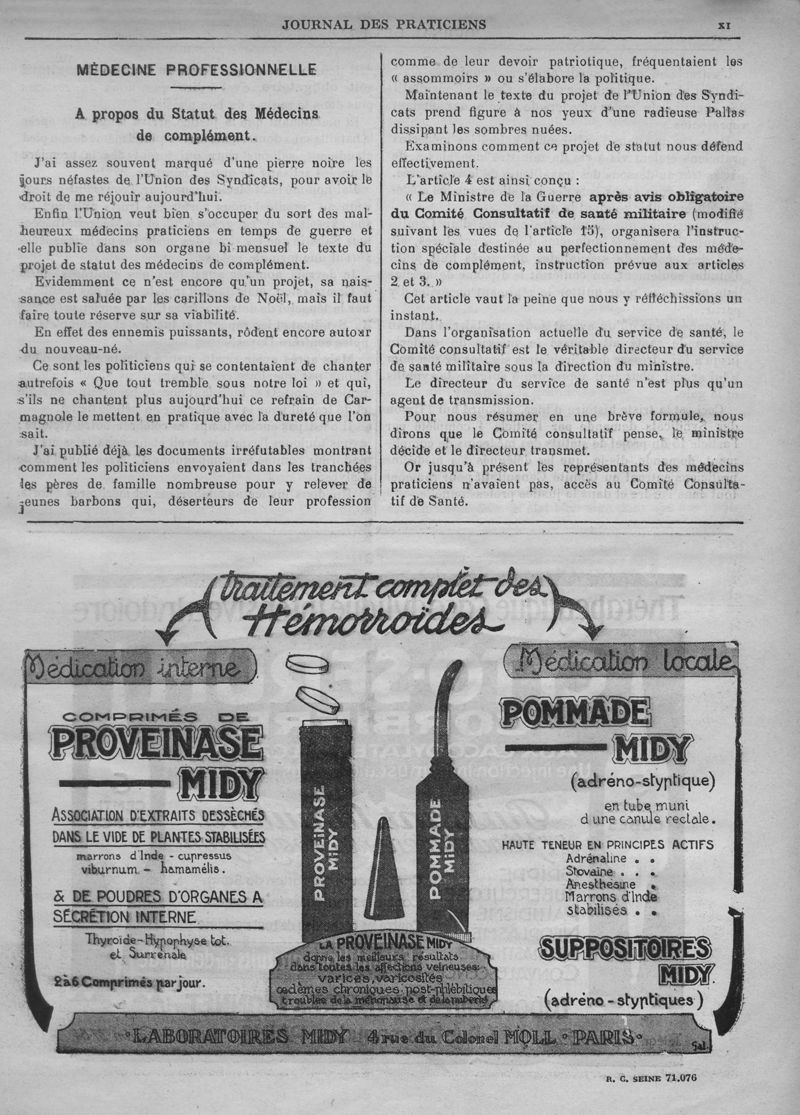 JOURNAL DES PRATICIENS
XI
MÉDECINE PROFESSIONNELLE
A propos du Statut des Médecins
de complément.
J'ai assez souvent marqué d'une pierre noire les
jours néfastes de l'Union des Syndicats, pour avoir le
droit de me réjouir aujourd'hui.
Enfin l'Union veut bien s'occuper du sort des mal-
heureux médecins praticiens en temps de guerre et
elle publie dans son organe bi mensuel le texte du
projet de statut des médecins de complément.
Evidemment ce n'est encore qu'un projet, sa nais-
sance est saluée par les carillons de Noël, mais il faut
faire toute réserve sur sa viabilité.
En effet des ennemis puissants, rôdent encore autour
du nouveau-né.
Ce sont les politiciens qui se contentaient de chanter
autrefois « Que tout tremble sous notre loi » et qui,
s'ils ne chantent plus aujourd'hui ce refrain de Car-
magnole le mettent en pratique avec la dureté que l'on
sait.
J'ai publié déjà les documents irréfutables montrant
comment les politiciens envoyaient dans les tranchées
les pères de famille nombreuse pour y relever de
jeunes barbons qui, déserteurs de leur profession
comme de leur devoir patriotique, fréquentaient les
« assommoirs » ou s'élabore la politique.
Maintenant le texte du projet de l'Union des Syndi-
cats prend figure à nos yeux d'une radieuse Pallas
dissipant les sombres nuées.
Examinons comment ce projet de statut nous défend
effectivement.
L'article 4 est ainsi conçu :
« Le Ministre de la Guerre après avis obligatoire
du Comité Consultatif de santé militaire (modifié
suivant les vues de l'article 15), organisera l'instruc-
tion spéciale destinée au perfectionnement des méde-
cins de complément, instruction prévue aux articles
2 et 3. »
Cet article vaut la peine que nous y réfléchissions un
instant.
Dans l'organisation actuelle du service de santé, le
Comité consultatif est le véritable directeur du service
de santé militaire sous la direction du ministre.
Le directeur du service de santé n'est plus qu'un
agent de transmission.
Pour nous résumer en une brève formule, nous
dirons que le Comité consultatif pense, le ministre
décide et le directeur transmet.
Or jusqu'à présent les représentants des médecins
praticiens n'avaient pas, accès au Comité Consulta-
tif de Santé.
traitement complèt des
Hémorroïdes
Médication interne
COMPRIMÉS DE
PROVEINASE
MIDY
ASSOCIATION D'EXTRAITS DESSÈCHÉS
DANS LE VIDE DE PLANTES STABILISÉES
marrons d'Inde - cupressus
viburnum - hamamélis.
& DE POUDRES D'ORGANES A
SÉCRÉTION INTERNE
Thyroïde-Hypophyse tot.
et Surrénale
2 à 6 Comprimés par jour.
PROVEINASE
MIDY
POMMADE
MIDY
LA PROVEINASE MIDY
donne les meilleurs résultats
dans toutes les affections veineuses:
varices, varicosités
œdèmes chroniques post-phlébitiques
troubles de la ménopause et de la puberté
Médication locale
POMMADE
MIDY
(adréno-styptique)
en tube muni
d'une canule rectale.
HAUTE TENEUR EN PRINCIPES ACTIFS
Adrénaline . .
Stovaïne . . .
Anesthésine .
Marrons d'Inde
stabilisés . .
SUPPOSITOIRES
MIDY.
(adréno-styptiques)
LABORATOIRES MIDY 4 rue du Colonel MOLL PARIS
Gal.
R. C. SEINE 71.076